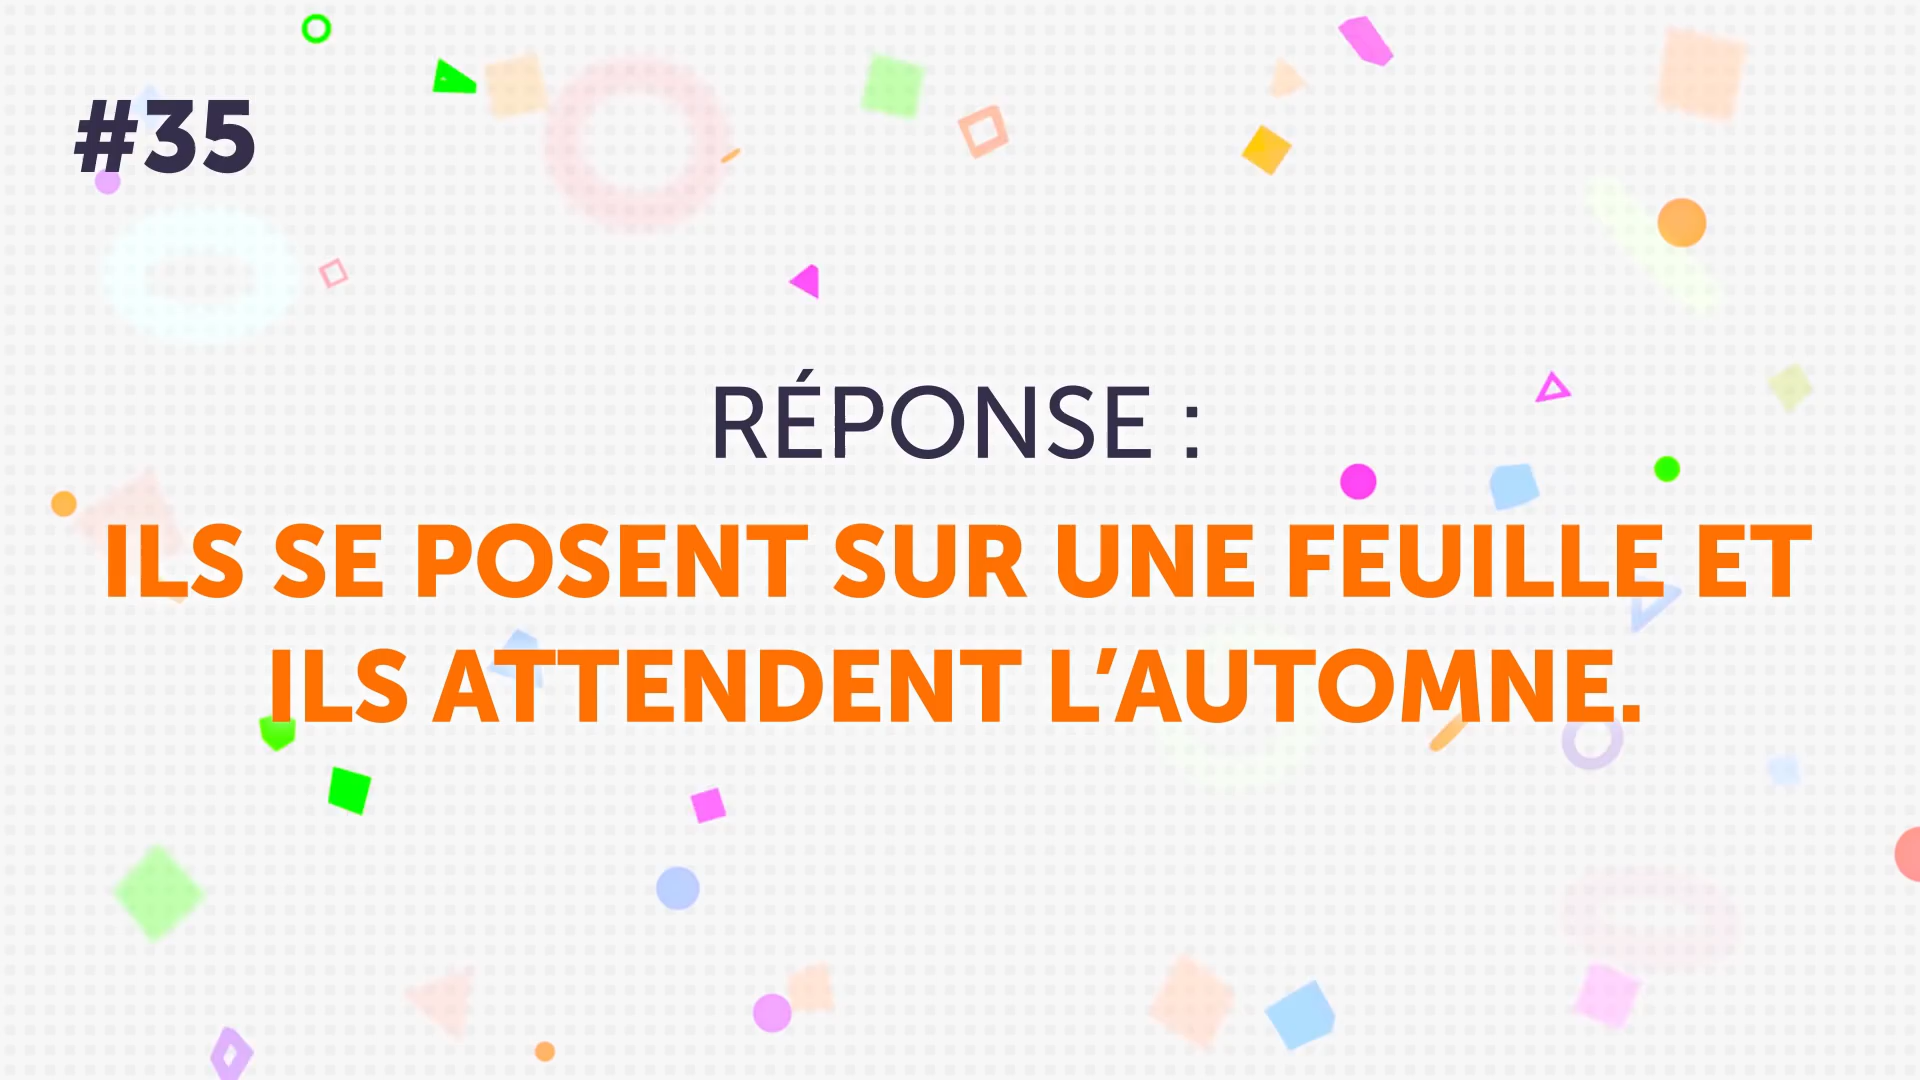 #35
RÉPONSE :
ILS SE POSENT SUR UNE FEUILLE ET
ILS ATTENDENT L’AUTOMNE.